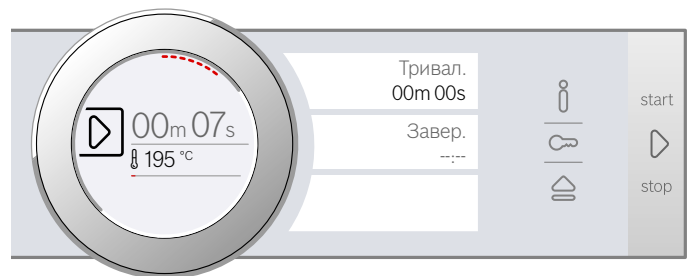 00m 07s
195 °C
Тривал.
00m 00s
Завер.
--:--
start
stop